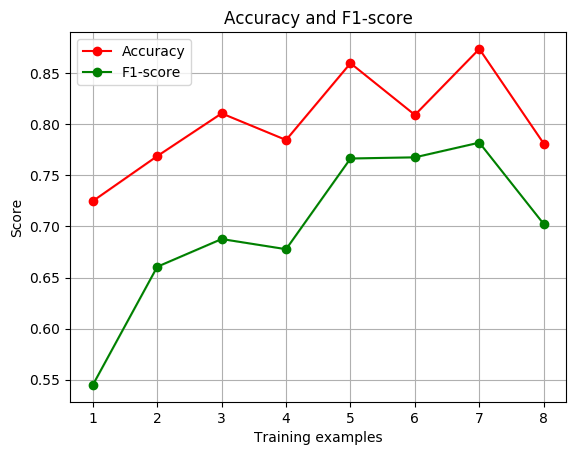 Accuracy and F1-score
Accuracy
F1-score
0.85
0.80
0.75
0.70
0.65
0.60
0.55
Score
1 2 3 4 5 6 7 8
Training examples